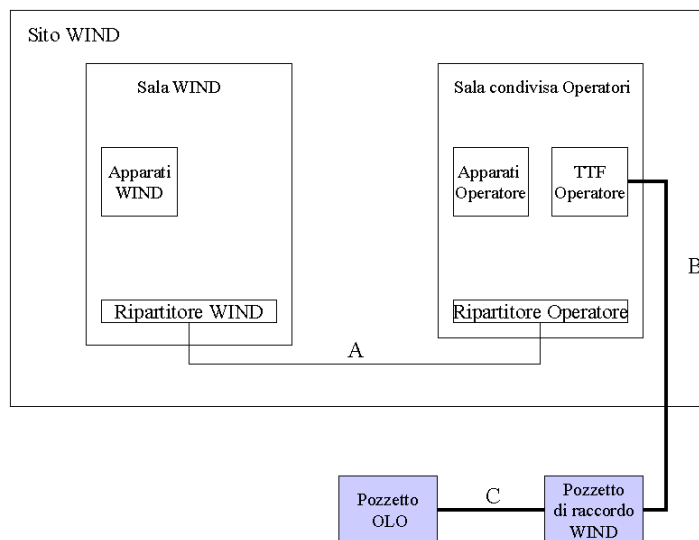 Sito WIND
Sala WIND
Sala condivisa Operatori
Apparati
WIND
Apparati
Operatore
TTF
Operatore
B
Ripartitore WIND
Ripartitore Operatore
A
Pozzetto
OLO
C
Pozzetto
di raccordo
WIND